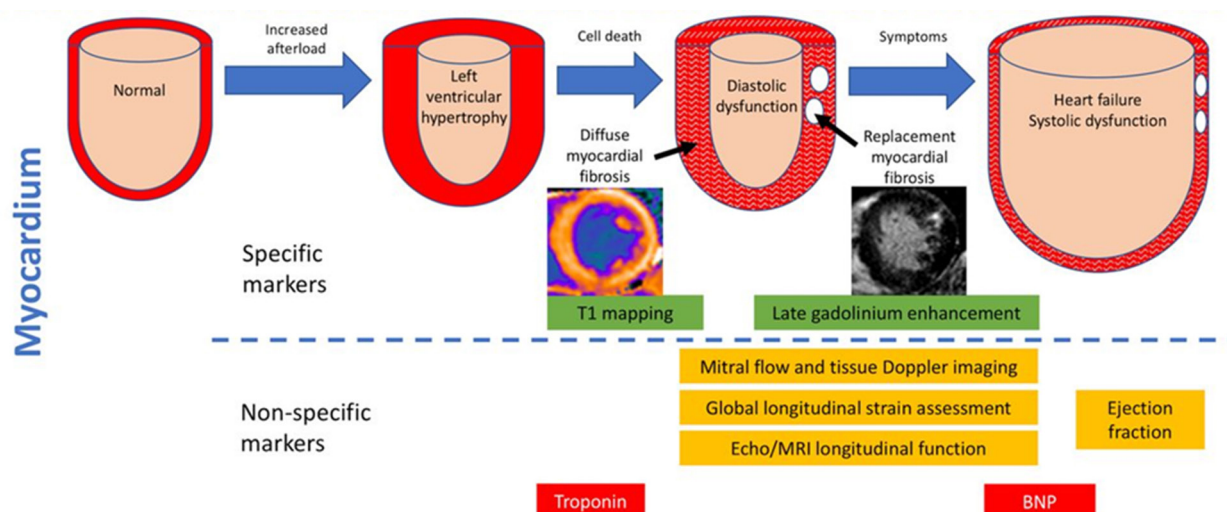 Myocardium
Normal
Increased
afterload
Left
ventricular
hypertrophy
Cell death
Diastolic
dysfunction
Symptoms
Heart failure
Systolic dysfunction
Diffuse
myocardial
fibrosis
Replacement
myocardial
fibrosis
Specific
markers
T1 mapping
Late gadolinium enhancement
Non-specific
markers
Mitral flow and tissue Doppler imaging
Global longitudinal strain assessment
Echo/MRI longitudinal function
Ejection
fraction
Troponin
BNP